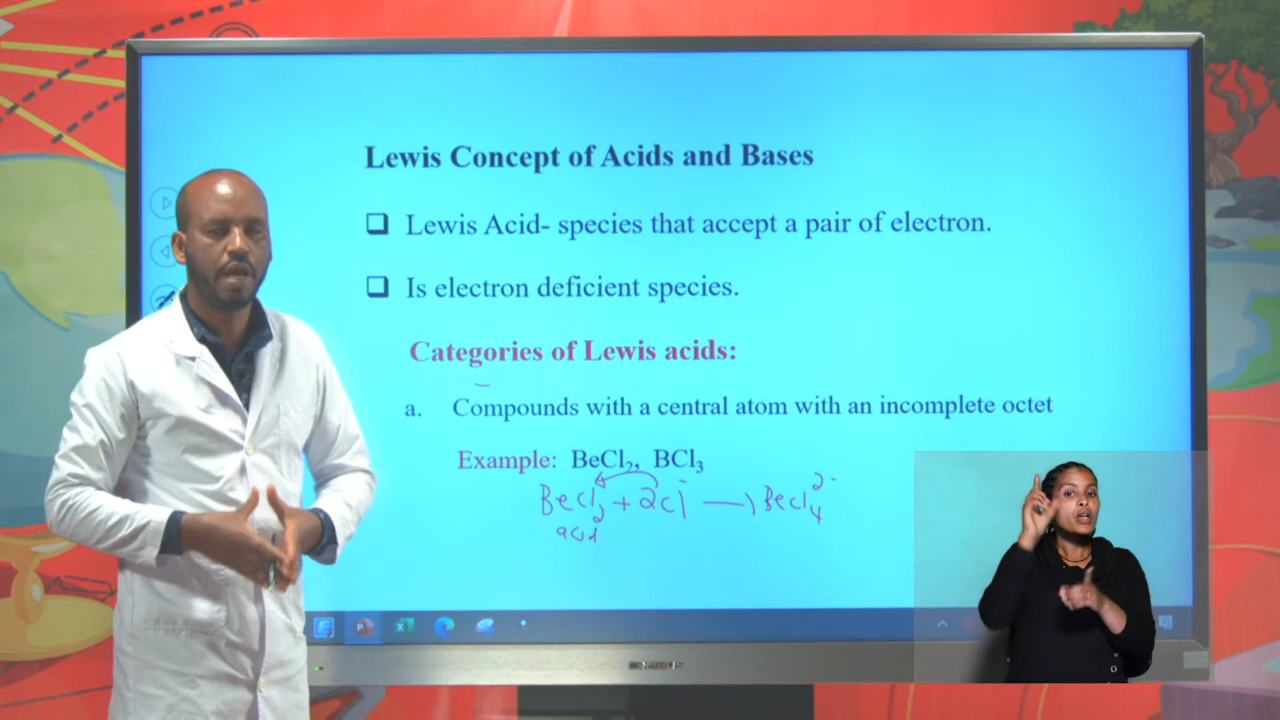 Lewis Concept of Acids and Bases
❑ Lewis Acid- species that accept a pair of electron.
❑ Is electron deficient species.
Categories of Lewis acids:
a. Compounds with a central atom with an incomplete octet
Example: BeCl₂, BCl₃
Becl₂ + 2cl⁻ ⟶ Becl₄²⁻
acid